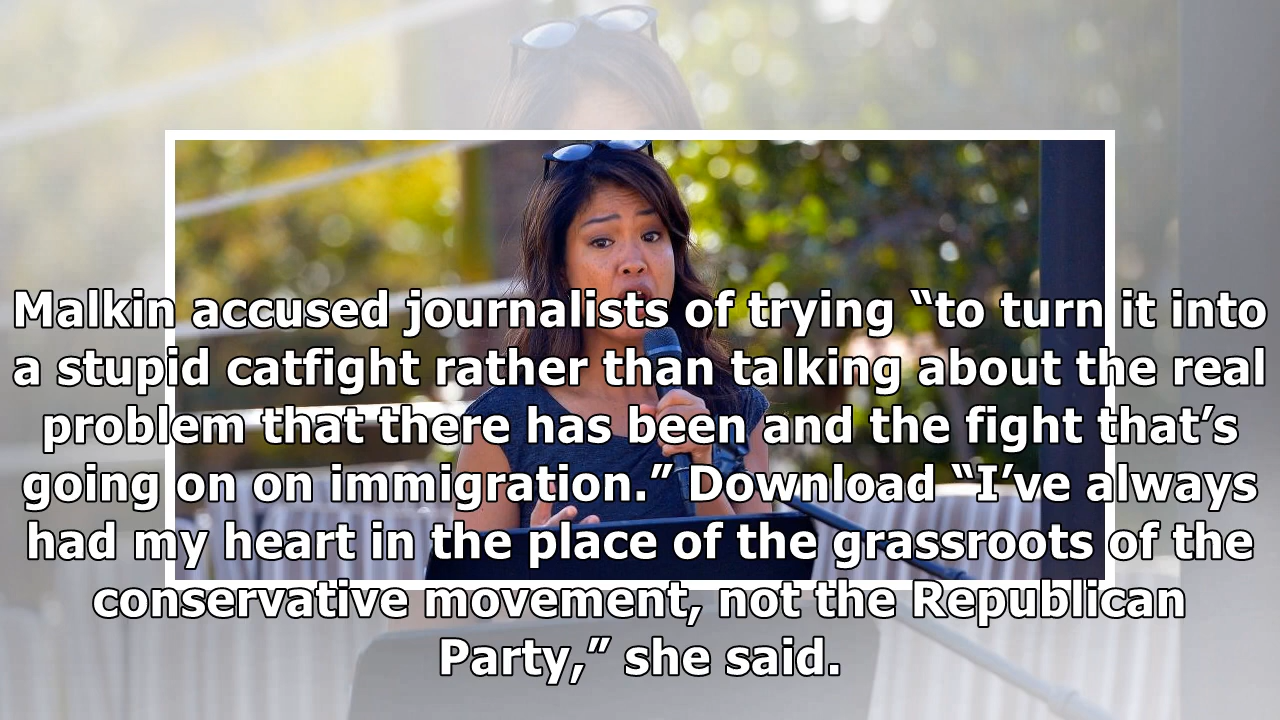 Malkin accused journalists of trying “to turn it into
a stupid catfight rather than talking about the real
problem that there has been and the fight that’s
going on on immigration.” Download “I’ve always
had my heart in the place of the grassroots of the
conservative movement, not the Republican
Party,” she said.